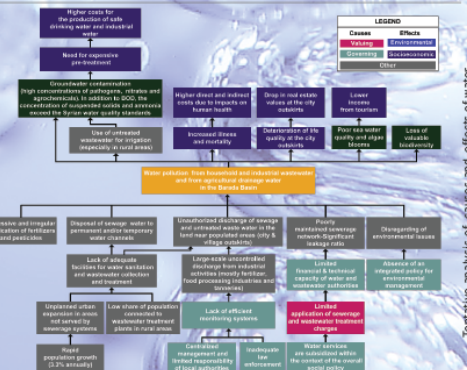 Higher costs for
the production of safe
drinking water and industrial
water
LEGEND
Causes
Effects
Valuing
Environmental
Governing
Socioeconomic
Other
Need for expensive
pre-treatment
Groundwater contamination
(high concentrations of pathogens, nitrates and
agrochemicals). In addition to BOD, the
concentration of suspended solids and ammonia
exceed the Syrian water quality standards
Higher direct and indirect
costs due to impacts on
human health
Drop in real estate
values at the city
outskirts
Lower
income
from tourism
Use of untreated
wastewater for irrigation
(especially in rural areas)
Increased illness
and mortality
Deterioration of life
quality at the city
outskirts
Poor sea water
quality and algae
blooms
Loss of
valuable
biodiversity
Water pollution from household and industrial wastewater
and from agricultural drainage water
in the Barada Basin
essive and irregular
ication of fertilizers
and pesticides
Disposal of sewage water to
permanent and/or temporary
water channels
Unauthorized discharge of sewage
and untreated waste water in the
land near populated areas (city &
village outskirts)
Poorly
maintained sewerage
network-Significant
leakage ratio
Disregarding of
environmental issues
Lack of adequate
facilities for water sanitation
and wastewater collection
and treatment
Large-scale uncontrolled
discharge from industrial
activities (mostly fertilizer,
food processing industries and
tanneries)
Limited
financial & technical
capacity of water and
wastewater authorities
Absence of an
integrated policy for
environmental
management
Unplanned urban
expansion in areas
not served by
sewerage systems
Low share of population
connected to
wastewater treatment
plants in rural areas
Lack of efficient
monitoring systems
Limited
application of sewerage
and wastewater treatment
charges
Rapid
population growth
(3.2% annually)
Centralised
management and
limited responsibility
of local authorities
Inadequate
law
enforcement
Water services
are subsidized within
the context of the overall
social policy